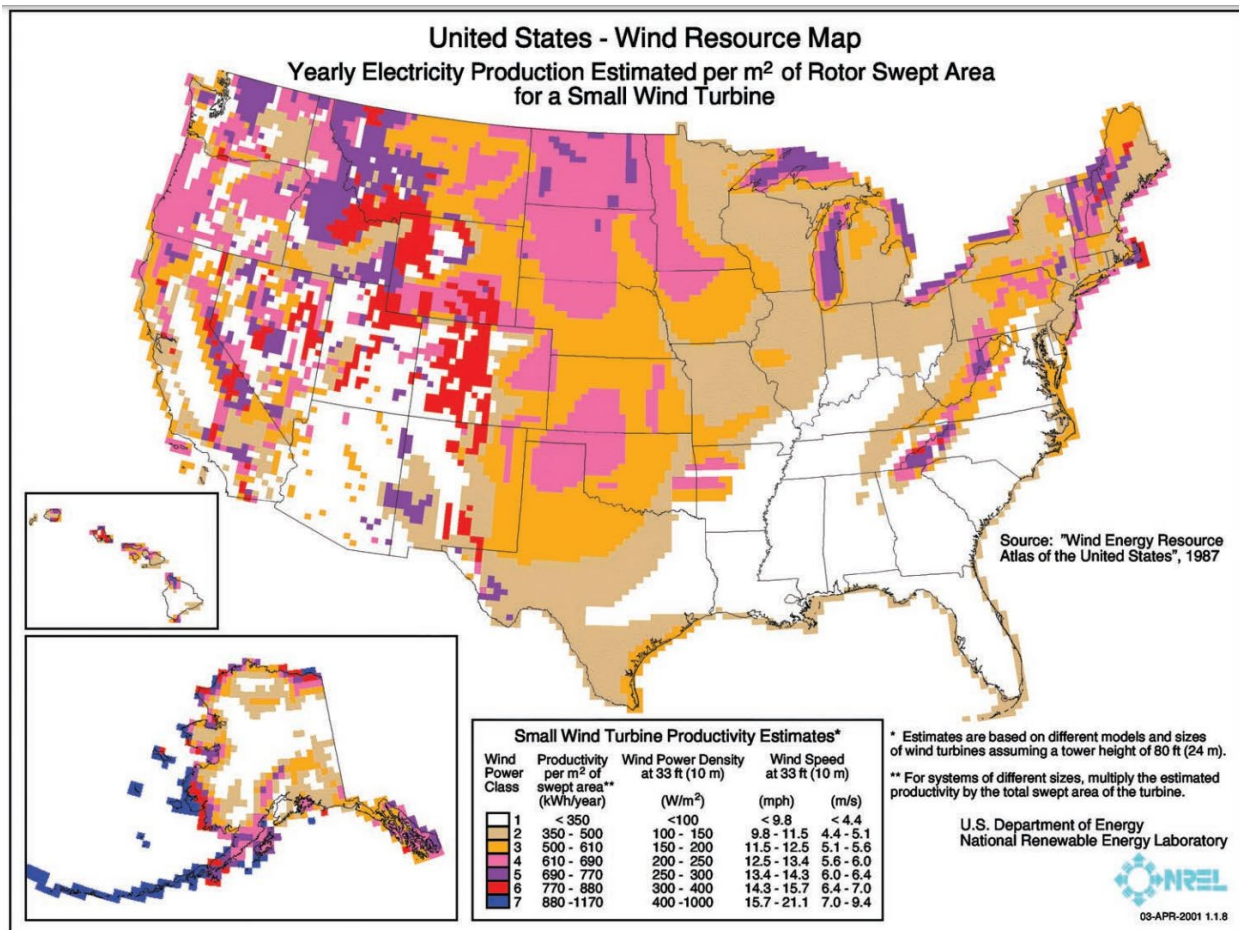 United States - Wind Resource Map
Yearly Electricity Production Estimated per m² of Rotor Swept Area
for a Small Wind Turbine
Source: "Wind Energy Resource
Atlas of the United States", 1987
Small Wind Turbine Productivity Estimates*
Wind Productivity Wind Power Density Wind Speed
Power per m² of at 33 ft (10 m) at 33 ft (10 m)
Class swept area**
(kWh/year) (W/m²) (mph) (m/s)
1 < 350 <100 < 9.8 < 4.4
2 350 - 500 100 - 150 9.8 - 11.5 4.4 - 5.1
3 500 - 610 150 - 200 11.5 - 12.5 5.1 - 5.6
4 610 - 690 200 - 250 12.5 - 13.4 5.6 - 6.0
5 690 - 770 250 - 300 13.4 - 14.3 6.0 - 6.4
6 770 - 880 300 - 400 14.3 - 15.7 6.4 - 7.0
7 880 -1170 400 -1000 15.7 - 21.1 7.0 - 9.4
* Estimates are based on different models and sizes
of wind turbines assuming a tower height of 80 ft (24 m).
** For systems of different sizes, multiply the estimated
productivity by the total swept area of the turbine.
U.S. Department of Energy
National Renewable Energy Laboratory
NREL
03-APR-2001 1.1.8